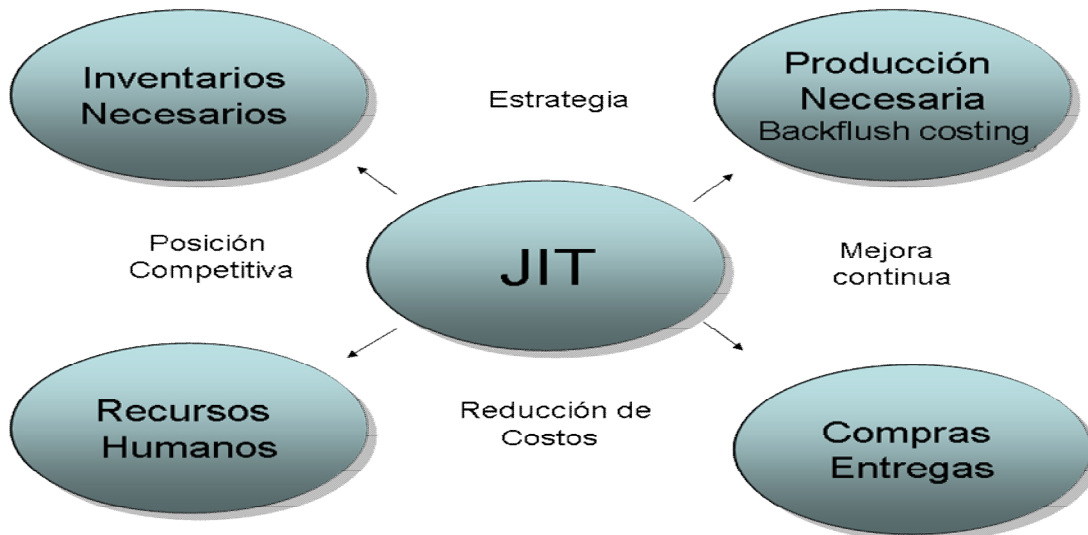 Inventarios
Necesarios
Estrategia
Producción
Necesaria
Backflush costing
Posición
Competitiva
JIT
Mejora
continua
Recursos
Humanos
Reducción de
Costos
Compras
Entregas